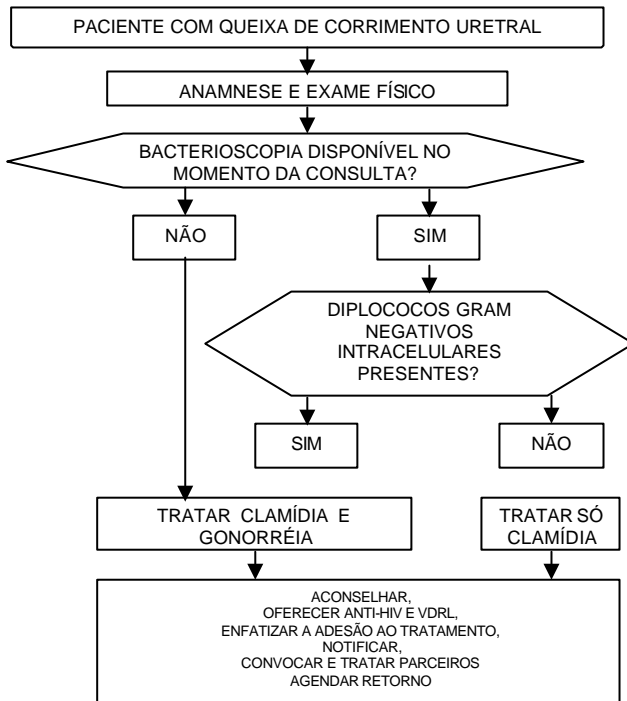 PACIENTE COM QUEIXA DE CORRIMENTO URETRAL
ANAMNESE E EXAME FÍSICO
BACTERIOSCOPIA DISPONÍVEL NO
MOMENTO DA CONSULTA?
NÃO
SIM
DIPLOCOCOS GRAM
NEGATIVOS
INTRACELULARES
PRESENTES?
SIM
NÃO
TRATAR CLAMÍDIA E
GONORRÉIA
TRATAR SÓ
CLAMÍDIA
ACONSELHAR,
OFERECER ANTI-HIV E VDRL,
ENFATIZAR A ADESÃO AO TRATAMENTO,
NOTIFICAR,
CONVOCAR E TRATAR PARCEIROS
AGENDAR RETORNO